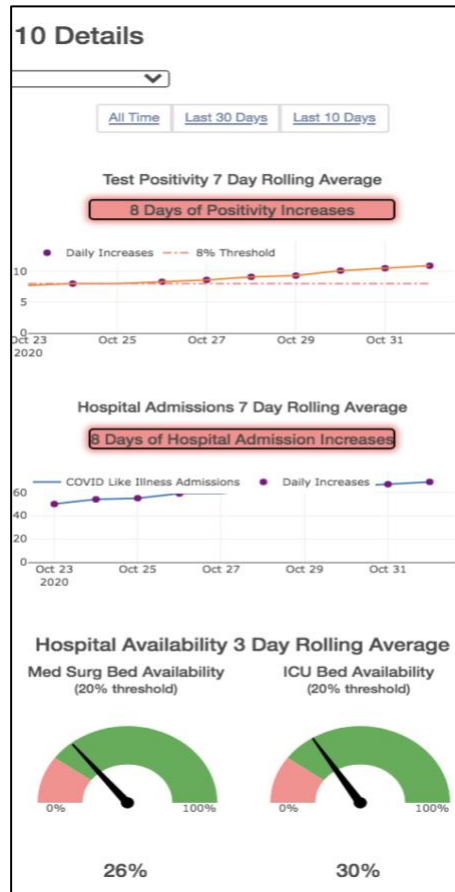 10 Details
All Time Last 30 Days Last 10 Days
Test Positivity 7 Day Rolling Average
8 Days of Positivity Increases
Daily Increases 8% Threshold
10
5
0
Oct 23 Oct 25 Oct 27 Oct 29 Oct 31
2020
Hospital Admissions 7 Day Rolling Average
8 Days of Hospital Admission Increases
COVID Like Illness Admissions Daily Increases
60
40
20
0
Oct 23 Oct 25 Oct 27 Oct 29 Oct 31
2020
Hospital Availability 3 Day Rolling Average
Med Surg Bed Availability ICU Bed Availability
(20% threshold) (20% threshold)
0% 100% 0% 100%
26% 30%